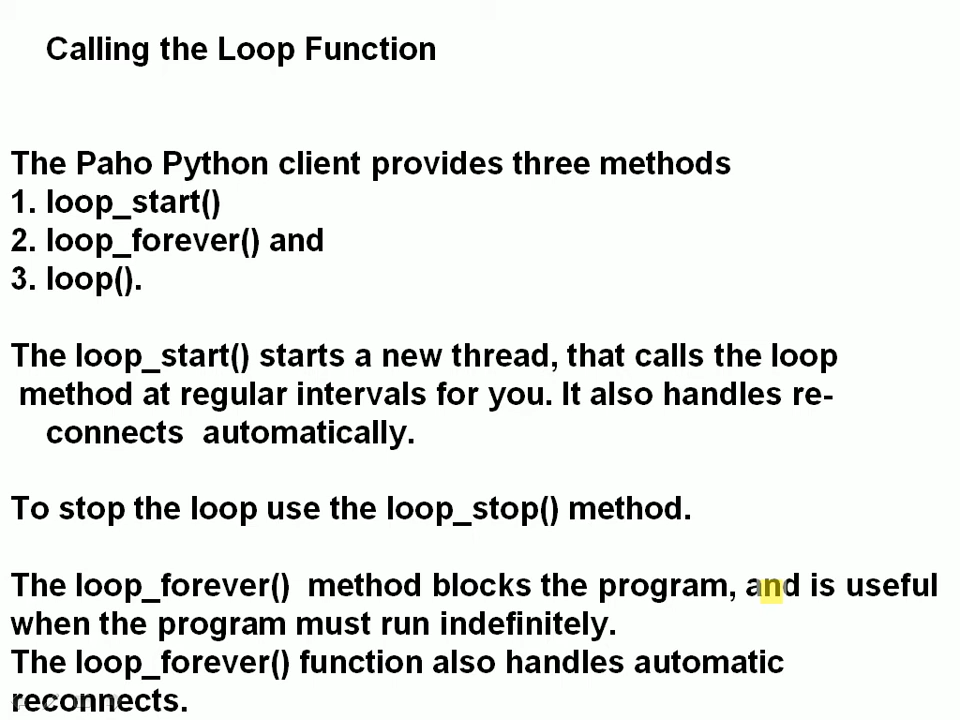 Calling the Loop Function
The Paho Python client provides three methods
1. loop_start()
2. loop_forever() and
3. loop().
The loop_start() starts a new thread, that calls the loop
method at regular intervals for you. It also handles re-
connects  automatically.
To stop the loop use the loop_stop() method.
The loop_forever()  method blocks the program, and is useful
when the program must run indefinitely.
The loop_forever() function also handles automatic
reconnects.